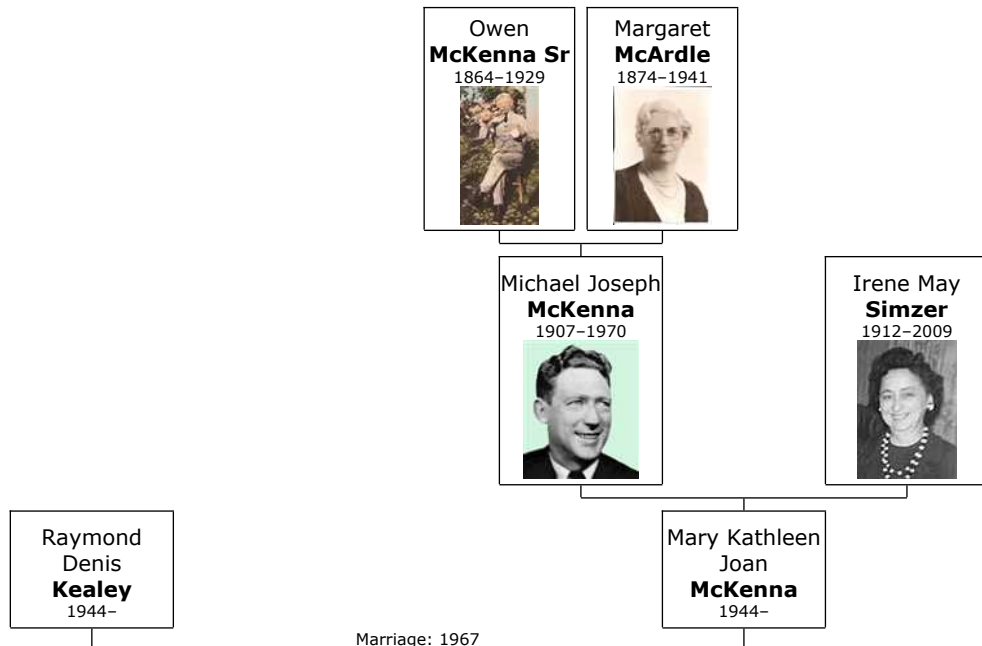 Owen
McKenna Sr
1864–1929
Margaret
McArdle
1874–1941
Michael Joseph
McKenna
1907–1970
Irene May
Simzer
1912–2009
Raymond
Denis
Kealey
1944–
Mary Kathleen
Joan
McKenna
1944–
Marriage: 1967